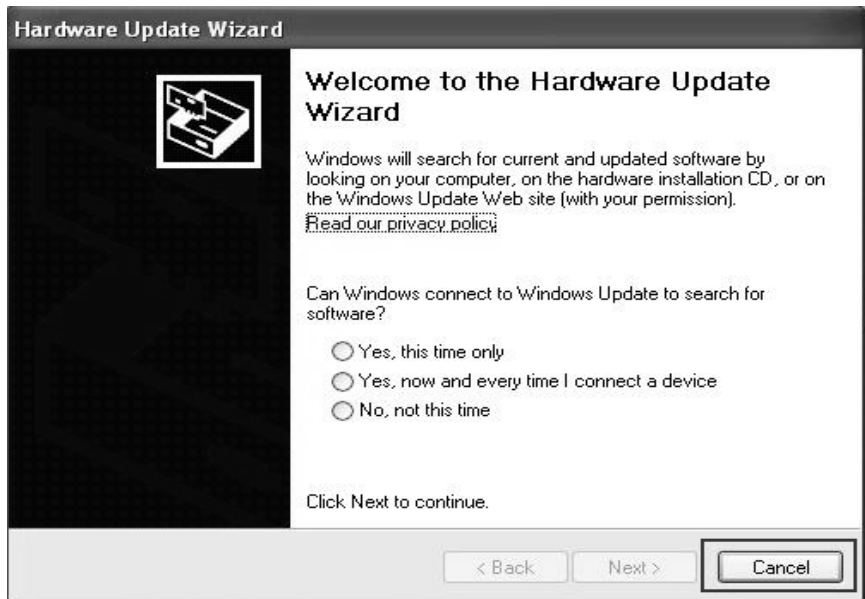 Hardware Update Wizard
Welcome to the Hardware Update
Wizard
Windows will search for current and updated software by
looking on your computer, on the hardware installation CD, or on
the Windows Update Web site (with your permission).
Read our privacy policy
Can Windows connect to Windows Update to search for
software?
Yes, this time only
Yes, now and every time I connect a device
No, not this time
Click Next to continue.
< Back Next > Cancel